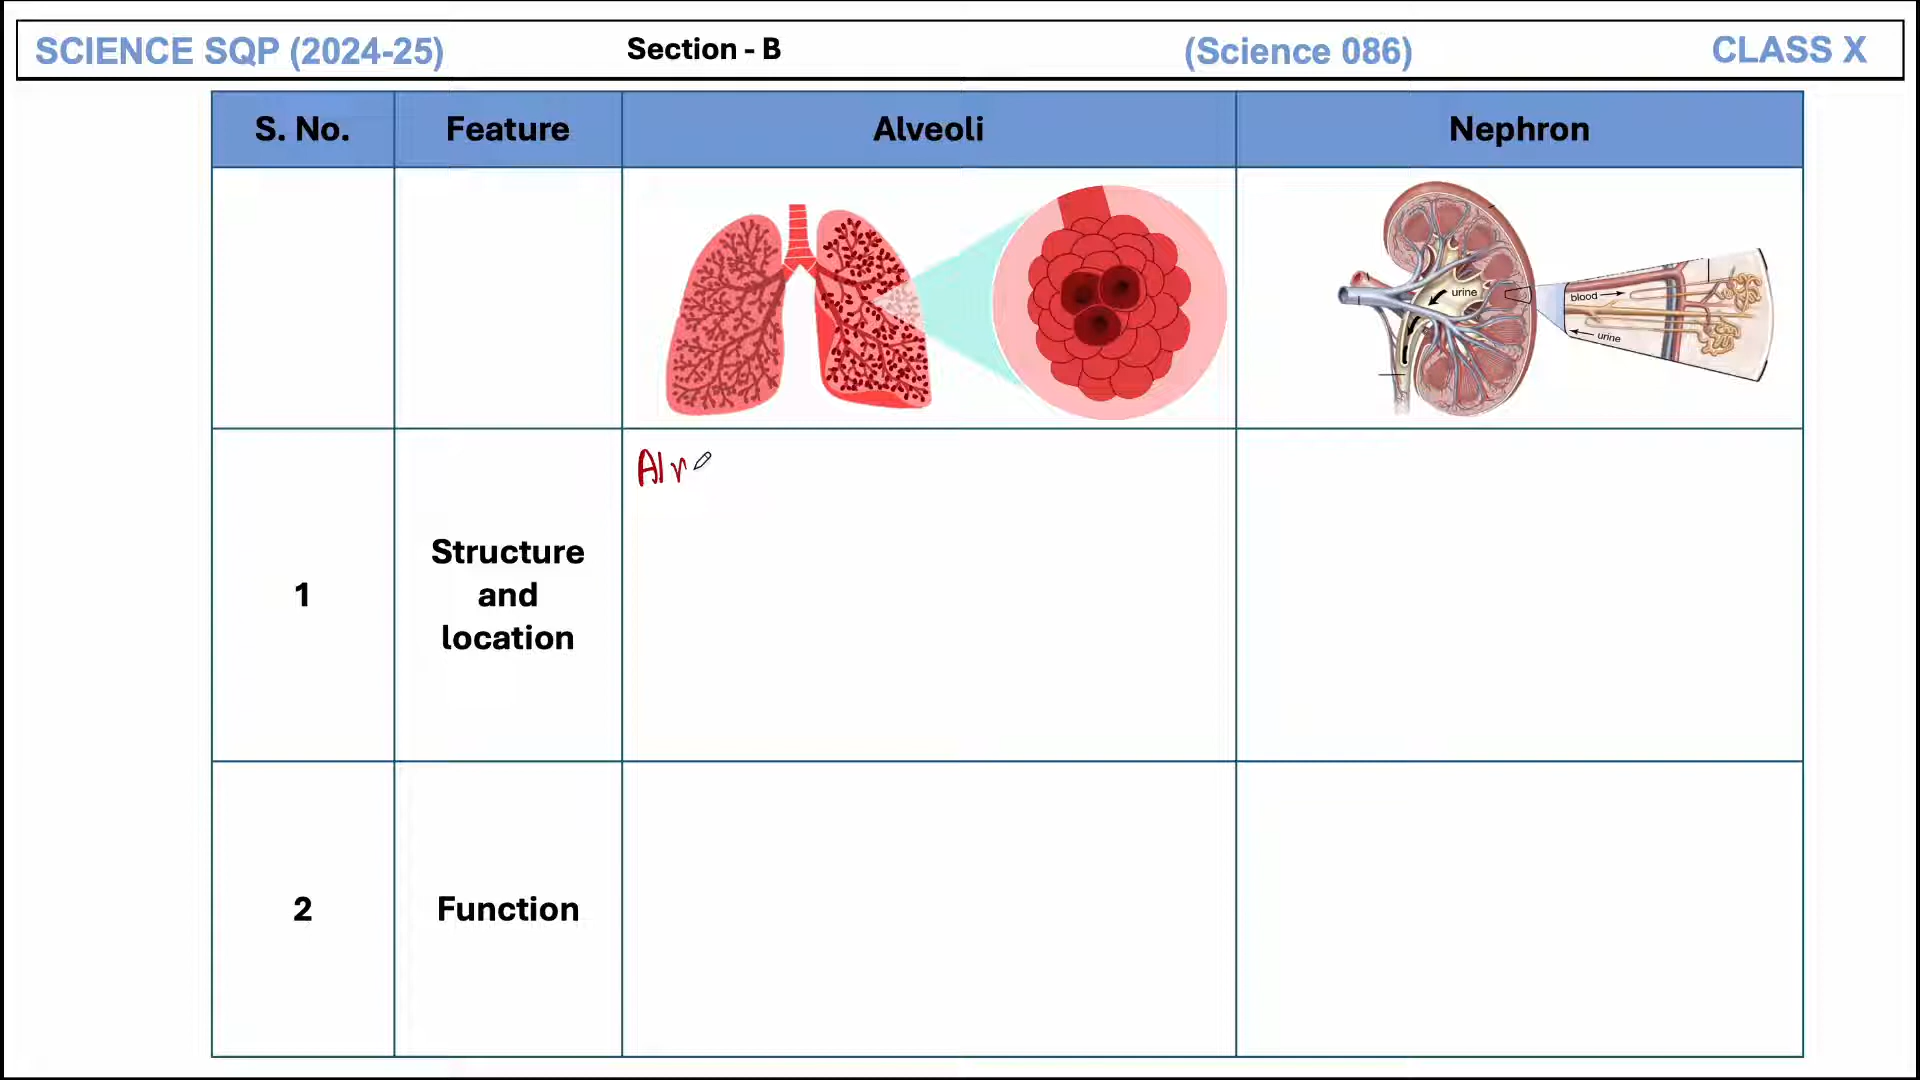 SCIENCE SQP (2024-25) Section - B (Science 086) CLASS X
S. No. Feature Alveoli Nephron
urine
blood
urine
Alv
Structure
and
location
1
2 Function